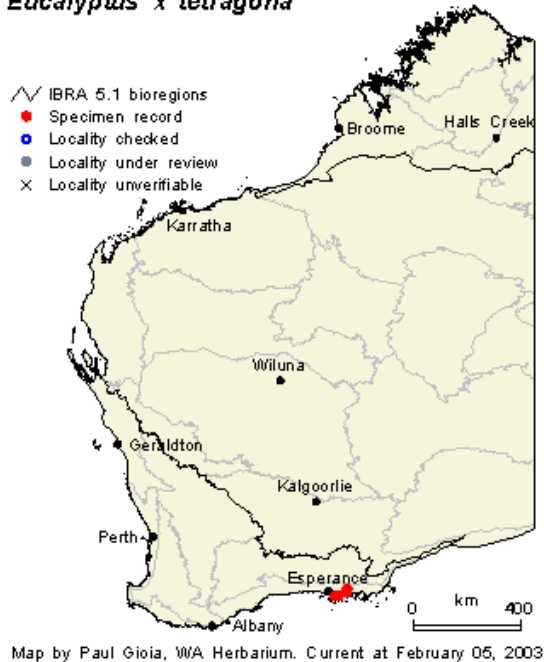 Eucalyptus x tetragona
IBRA 5.1 bioregions
Specimen record
Locality checked
Locality under review
Locality unverifiable
Broome
Halls Creek
Karratha
Wiluna
Geraldton
Kalgoorlie
Perth
Esperance
Albany
0 km 400
Map by Paul Gioia, WA Herbarium. Current at February 05, 2003